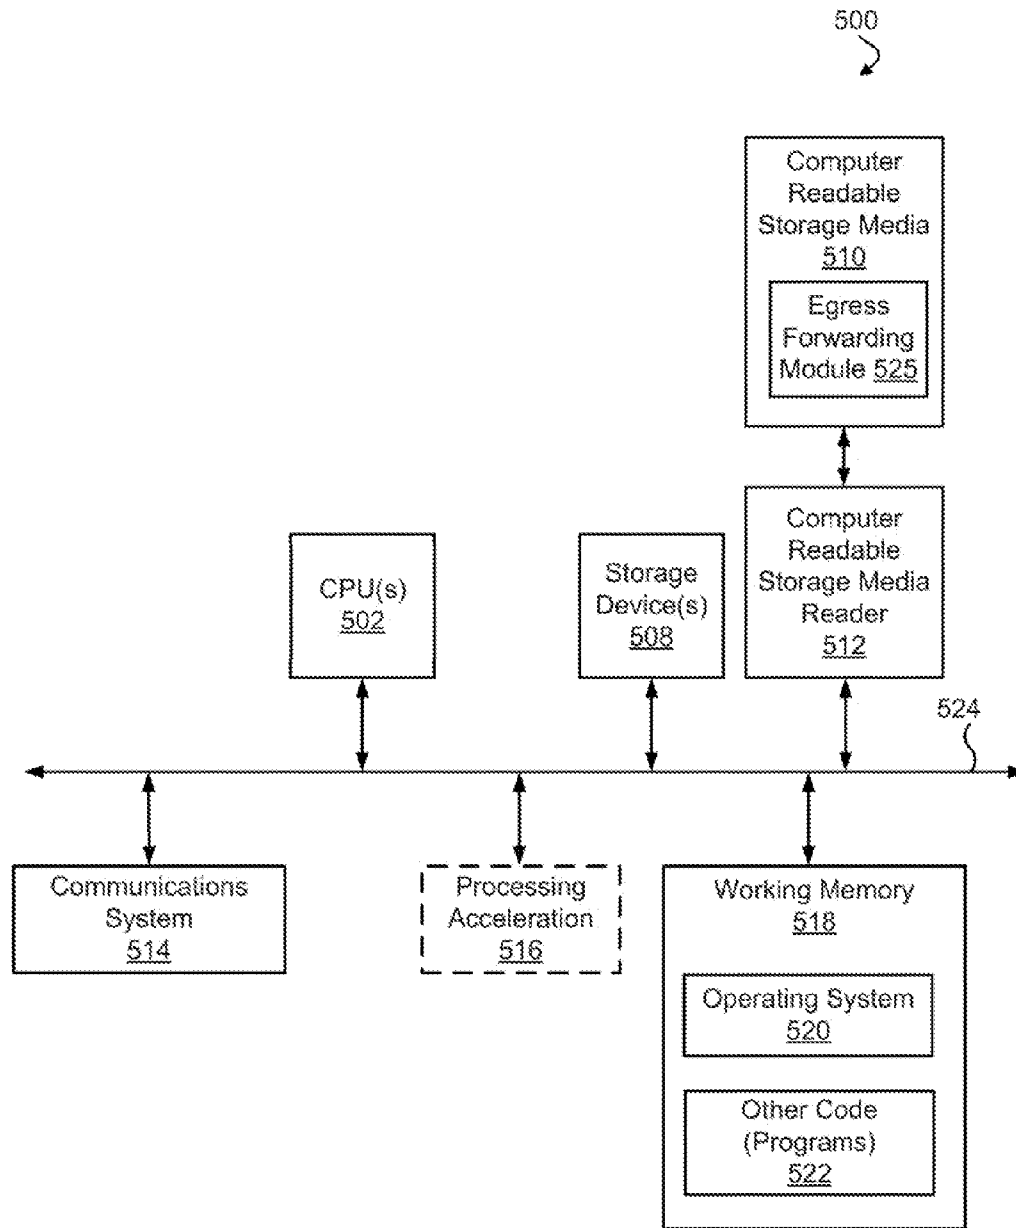 500
Computer
Readable
Storage Media
510
Egress
Forwarding
Module 525
Computer
Readable
Storage Media
Reader
512
CPU(s)
502
Storage
Device(s)
508
524
Communications
System
514
Processing
Acceleration
516
Working Memory
518
Operating System
520
Other Code
(Programs)
522